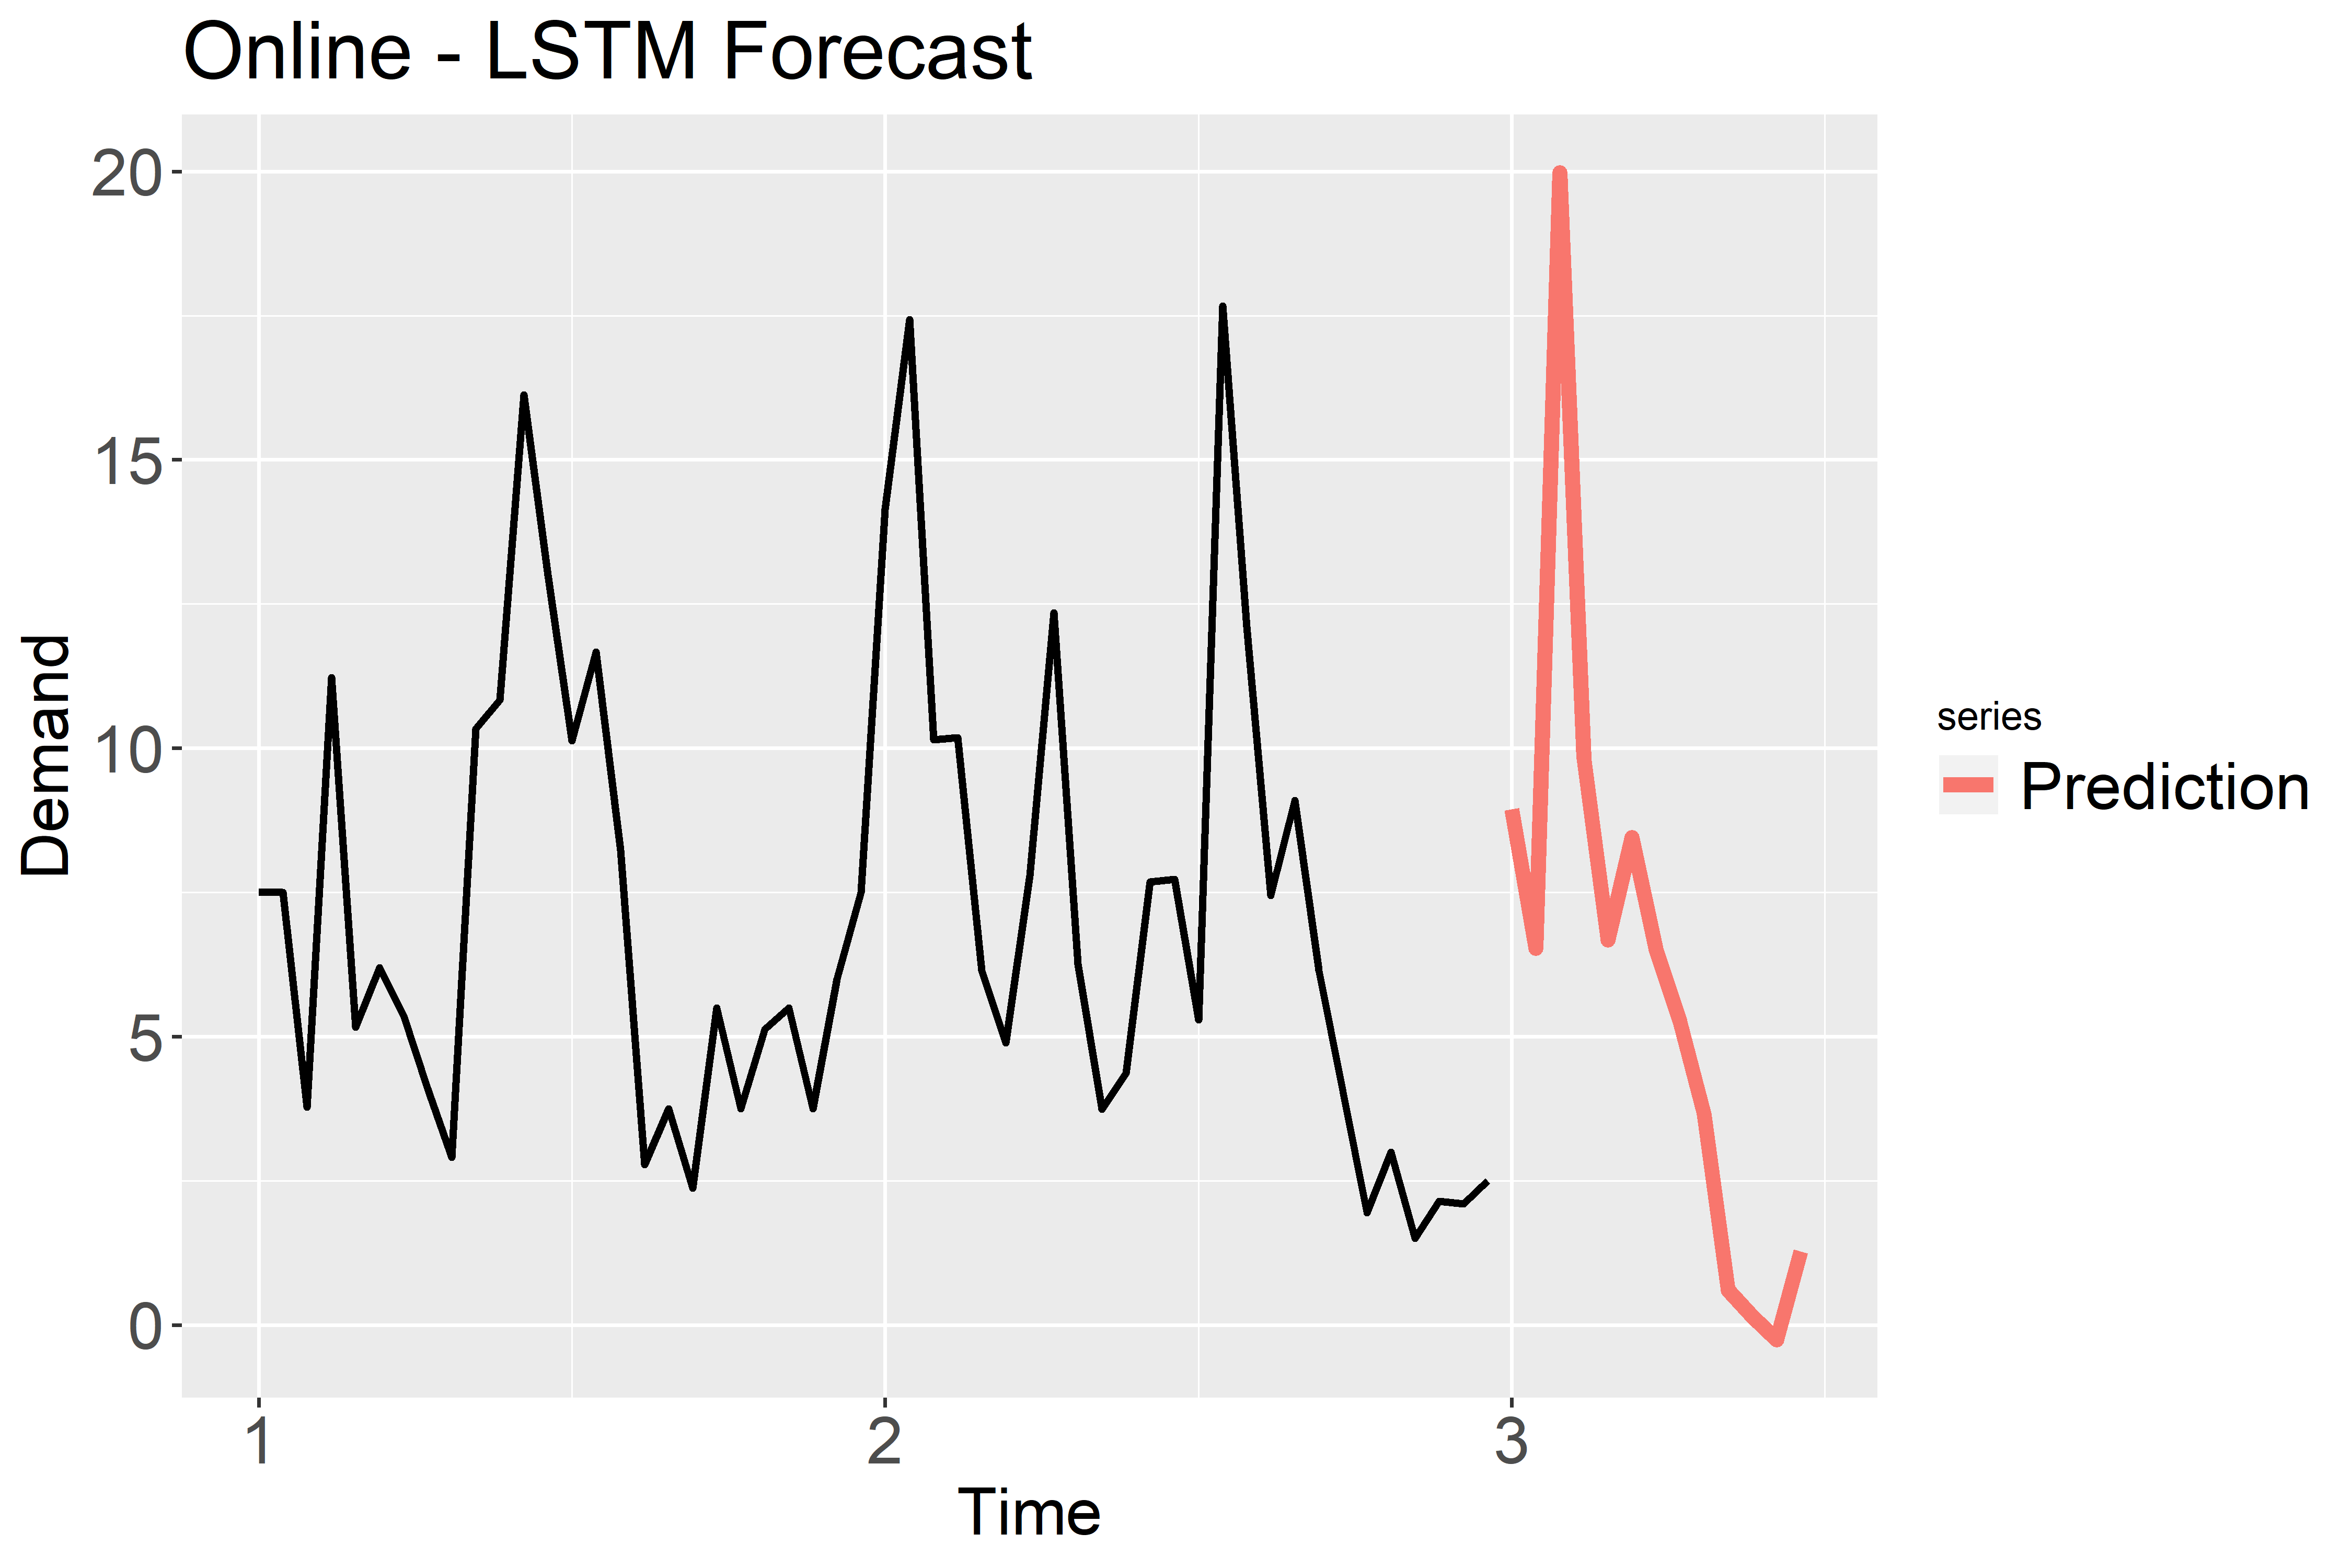 Online - LSTM Forecast
Demand
20
15
10
5
0
1 2 3
Time
series
Prediction